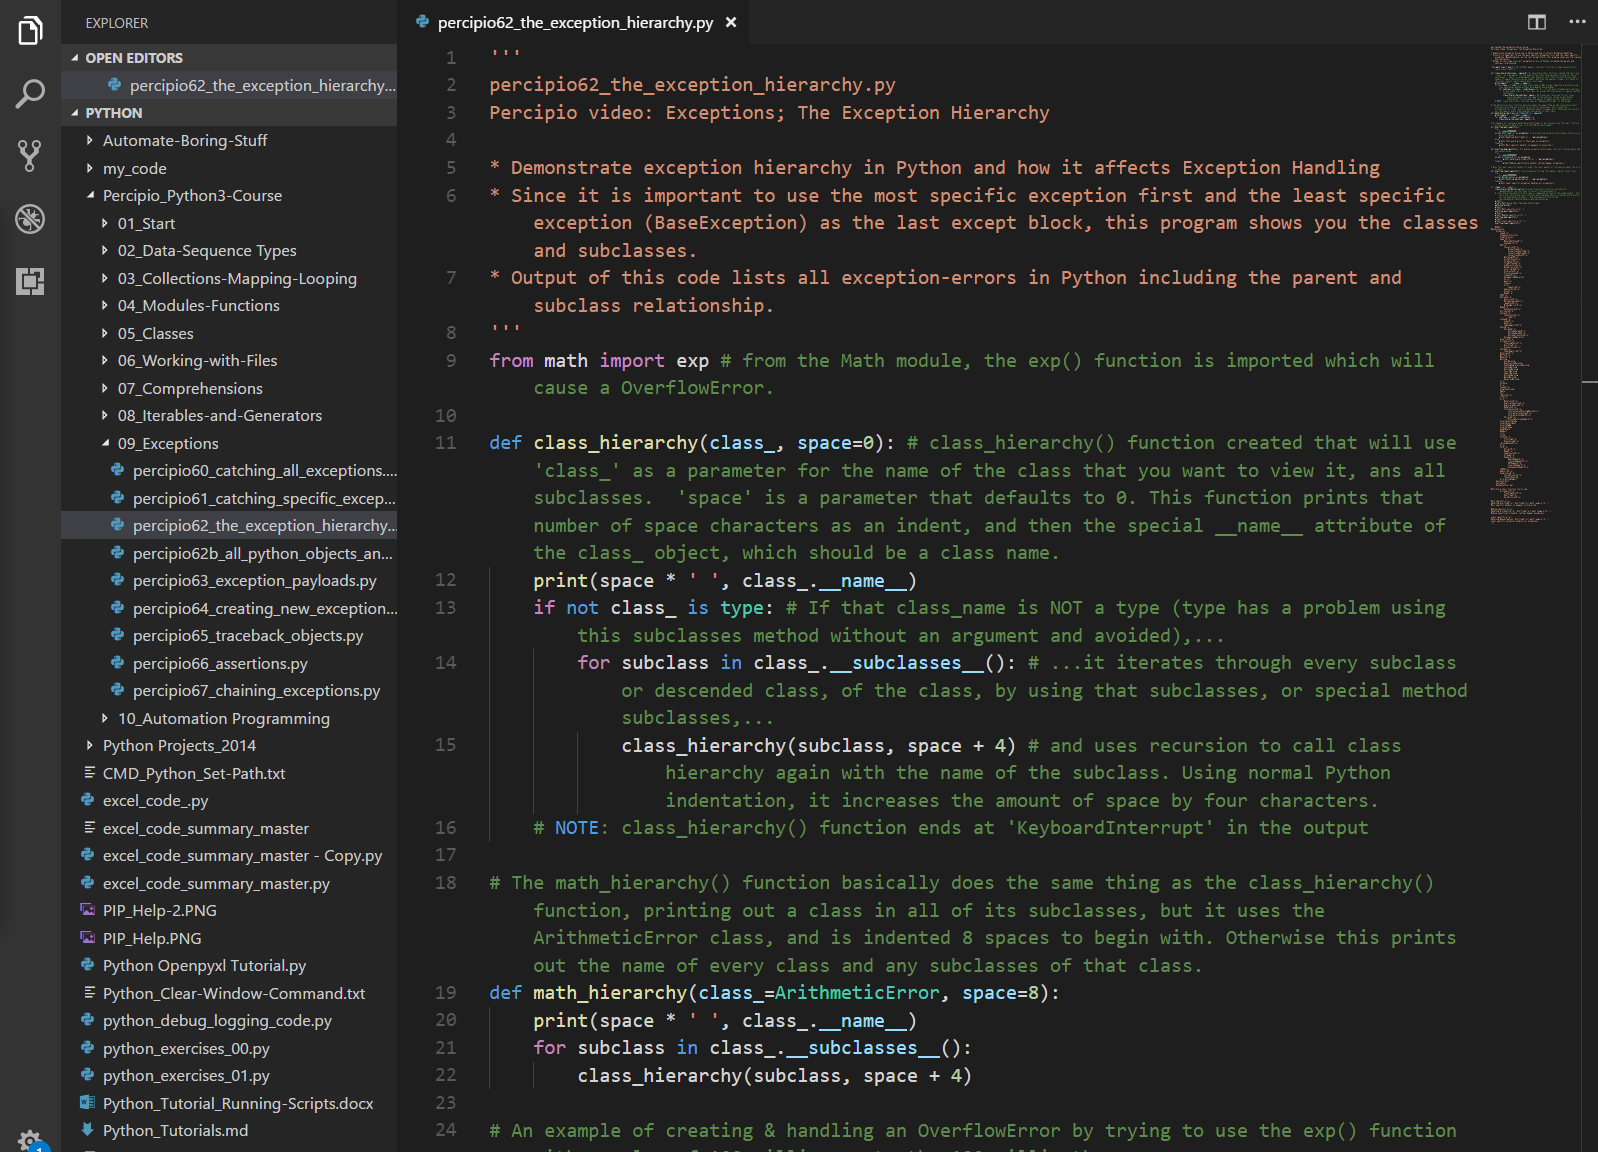 EXPLORER
OPEN EDITORS
percipio62_the_exception_hierarchy...
PYTHON
Automate-Boring-Stuff
my_code
Percipio_Python3-Course
01_Start
02_Data-Sequence Types
03_Collections-Mapping-Looping
04_Modules-Functions
05_Classes
06_Working-with-Files
07_Comprehensions
08_Iterables-and-Generators
09_Exceptions
percipio60_catching_all_exceptions....
percipio61_catching_specific_excep...
percipio62_the_exception_hierarchy...
percipio62b_all_python_objects_an...
percipio63_exception_payloads.py
percipio64_creating_new_exception...
percipio65_traceback_objects.py
percipio66_assertions.py
percipio67_chaining_exceptions.py
10_Automation Programming
Python Projects_2014
CMD_Python_Set-Path.txt
excel_code_.py
excel_code_summary_master
excel_code_summary_master - Copy.py
excel_code_summary_master.py
PIP_Help-2.PNG
PIP_Help.PNG
Python Openpyxl Tutorial.py
Python_Clear-Window-Command.txt
python_debug_logging_code.py
python_exercises_00.py
python_exercises_01.py
Python_Tutorial_Running-Scripts.docx
Python_Tutorials.md
1
percipio62_the_exception_hierarchy.py
1 '''
2 percipio62_the_exception_hierarchy.py
3 Percipio video: Exceptions; The Exception Hierarchy
4
5 * Demonstrate exception hierarchy in Python and how it affects Exception Handling
6 * Since it is important to use the most specific exception first and the least specific
exception (BaseException) as the last except block, this program shows you the classes
and subclasses.
7 * Output of this code lists all exception-errors in Python including the parent and
subclass relationship.
8 '''
9 from math import exp # from the Math module, the exp() function is imported which will
cause a OverflowError.
10
11 def class_hierarchy(class_, space=0): # class_hierarchy() function created that will use
'class_' as a parameter for the name of the class that you want to view it, ans all
subclasses.  'space' is a parameter that defaults to 0. This function prints that
number of space characters as an indent, and then the special __name__ attribute of
the class_ object, which should be a class name.
12 print(space * ' ', class_.__name__)
13 if not class_ is type: # If that class_name is NOT a type (type has a problem using
this subclasses method without an argument and avoided),...
14 for subclass in class_.__subclasses__(): # ...it iterates through every subclass
or descended class, of the class, by using that subclasses, or special method
subclasses,...
15 class_hierarchy(subclass, space + 4) # and uses recursion to call class
hierarchy again with the name of the subclass. Using normal Python
indentation, it increases the amount of space by four characters.
16 # NOTE: class_hierarchy() function ends at 'KeyboardInterrupt' in the output
17
18 # The math_hierarchy() function basically does the same thing as the class_hierarchy()
function, printing out a class in all of its subclasses, but it uses the
ArithmeticError class, and is indented 8 spaces to begin with. Otherwise this prints
out the name of every class and any subclasses of that class.
19 def math_hierarchy(class_=ArithmeticError, space=8):
20 print(space * ' ', class_.__name__)
21 for subclass in class_.__subclasses__():
22 class_hierarchy(subclass, space + 4)
23
24 # An example of creating & handling an OverflowError by trying to use the exp() function